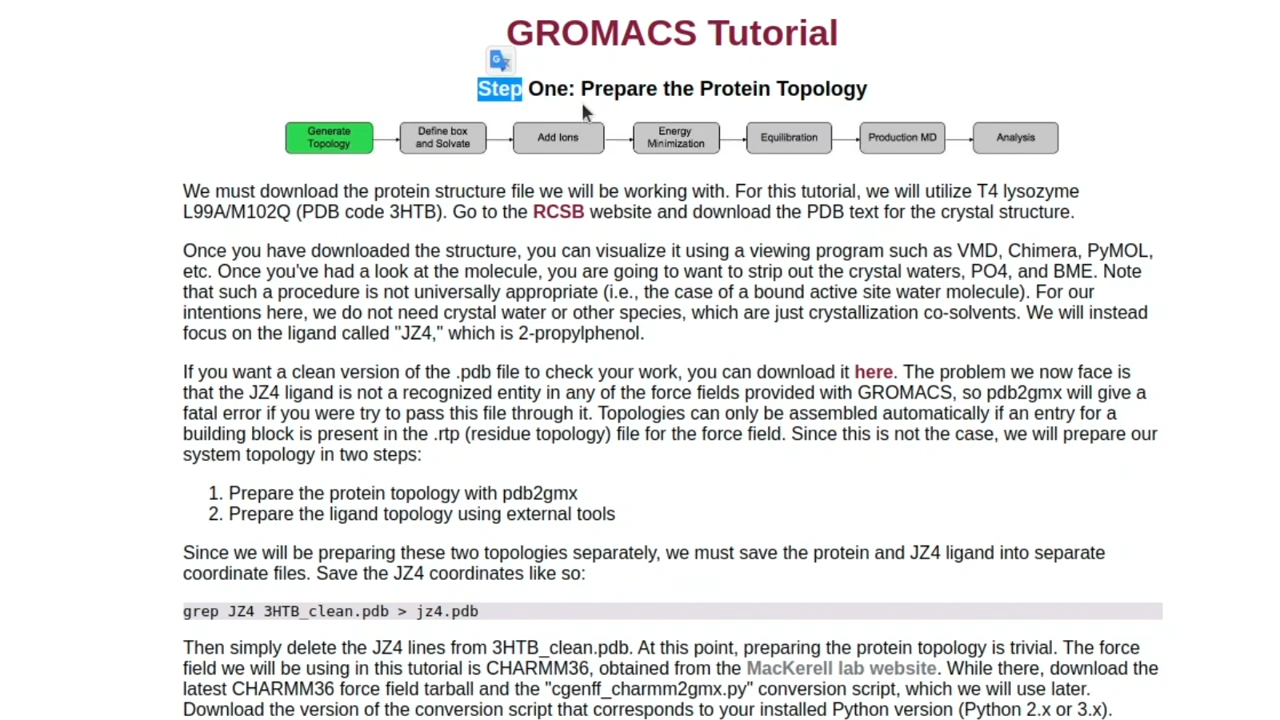 GROMACS Tutorial
Step One: Prepare the Protein Topology
Generate
Topology
Define box
and Solvate
Add Ions
Energy
Minimization
Equilibration
Production MD
Analysis
We must download the protein structure file we will be working with. For this tutorial, we will utilize T4 lysozyme
L99A/M102Q (PDB code 3HTB). Go to the RCSB website and download the PDB text for the crystal structure.
Once you have downloaded the structure, you can visualize it using a viewing program such as VMD, Chimera, PyMOL,
etc. Once you've had a look at the molecule, you are going to want to strip out the crystal waters, PO4, and BME. Note
that such a procedure is not universally appropriate (i.e., the case of a bound active site water molecule). For our
intentions here, we do not need crystal water or other species, which are just crystallization co-solvents. We will instead
focus on the ligand called "JZ4," which is 2-propylphenol.
If you want a clean version of the .pdb file to check your work, you can download it here. The problem we now face is
that the JZ4 ligand is not a recognized entity in any of the force fields provided with GROMACS, so pdb2gmx will give a
fatal error if you were try to pass this file through it. Topologies can only be assembled automatically if an entry for a
building block is present in the .rtp (residue topology) file for the force field. Since this is not the case, we will prepare our
system topology in two steps:
1. Prepare the protein topology with pdb2gmx
2. Prepare the ligand topology using external tools
Since we will be preparing these two topologies separately, we must save the protein and JZ4 ligand into separate
coordinate files. Save the JZ4 coordinates like so:
grep JZ4 3HTB_clean.pdb > jz4.pdb
Then simply delete the JZ4 lines from 3HTB_clean.pdb. At this point, preparing the protein topology is trivial. The force
field we will be using in this tutorial is CHARMM36, obtained from the MacKerell lab website. While there, download the
latest CHARMM36 force field tarball and the "cgenff_charmm2gmx.py" conversion script, which we will use later.
Download the version of the conversion script that corresponds to your installed Python version (Python 2.x or 3.x).